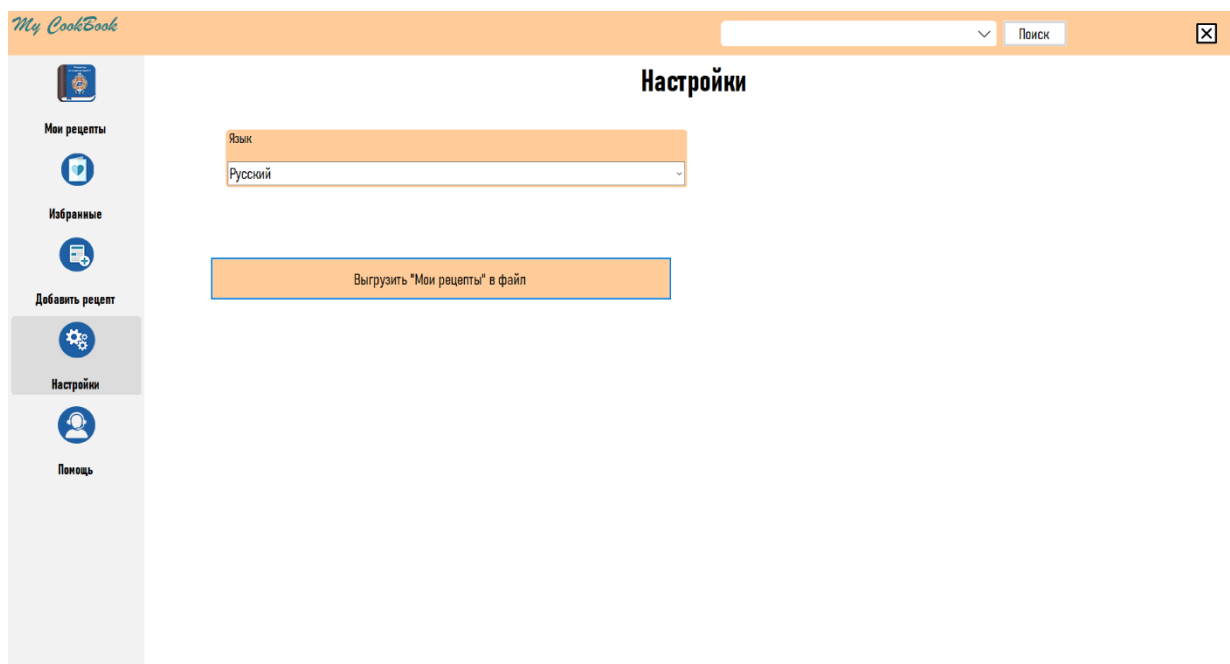 My CookBook
Поиск
Настройки
Мои рецепты
Язык
Русский
Избранные
Выгрузить "Мои рецепты" в файл
Добавить рецепт
Настройки
Помощь